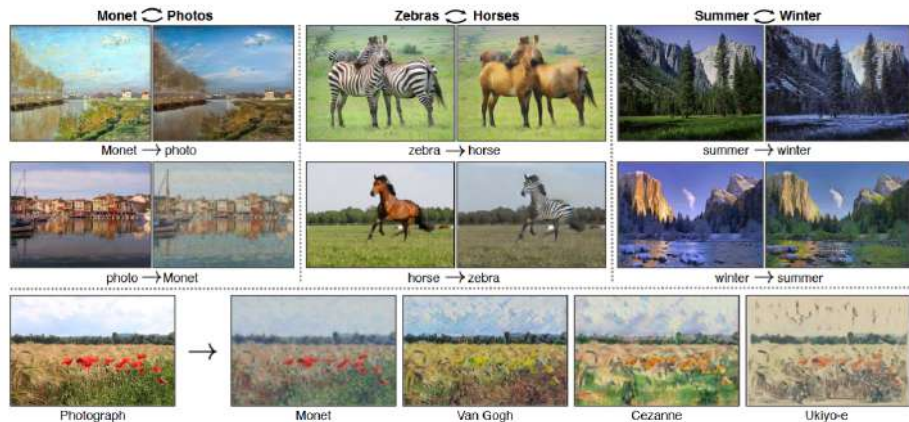 Monet Photos
Zebras Horses
Summer Winter
Monet → photo
zebra → horse
summer → winter
photo → Monet
horse → zebra
winter → summer
Photograph
Monet
Van Gogh
Cezanne
Ukiyo-e